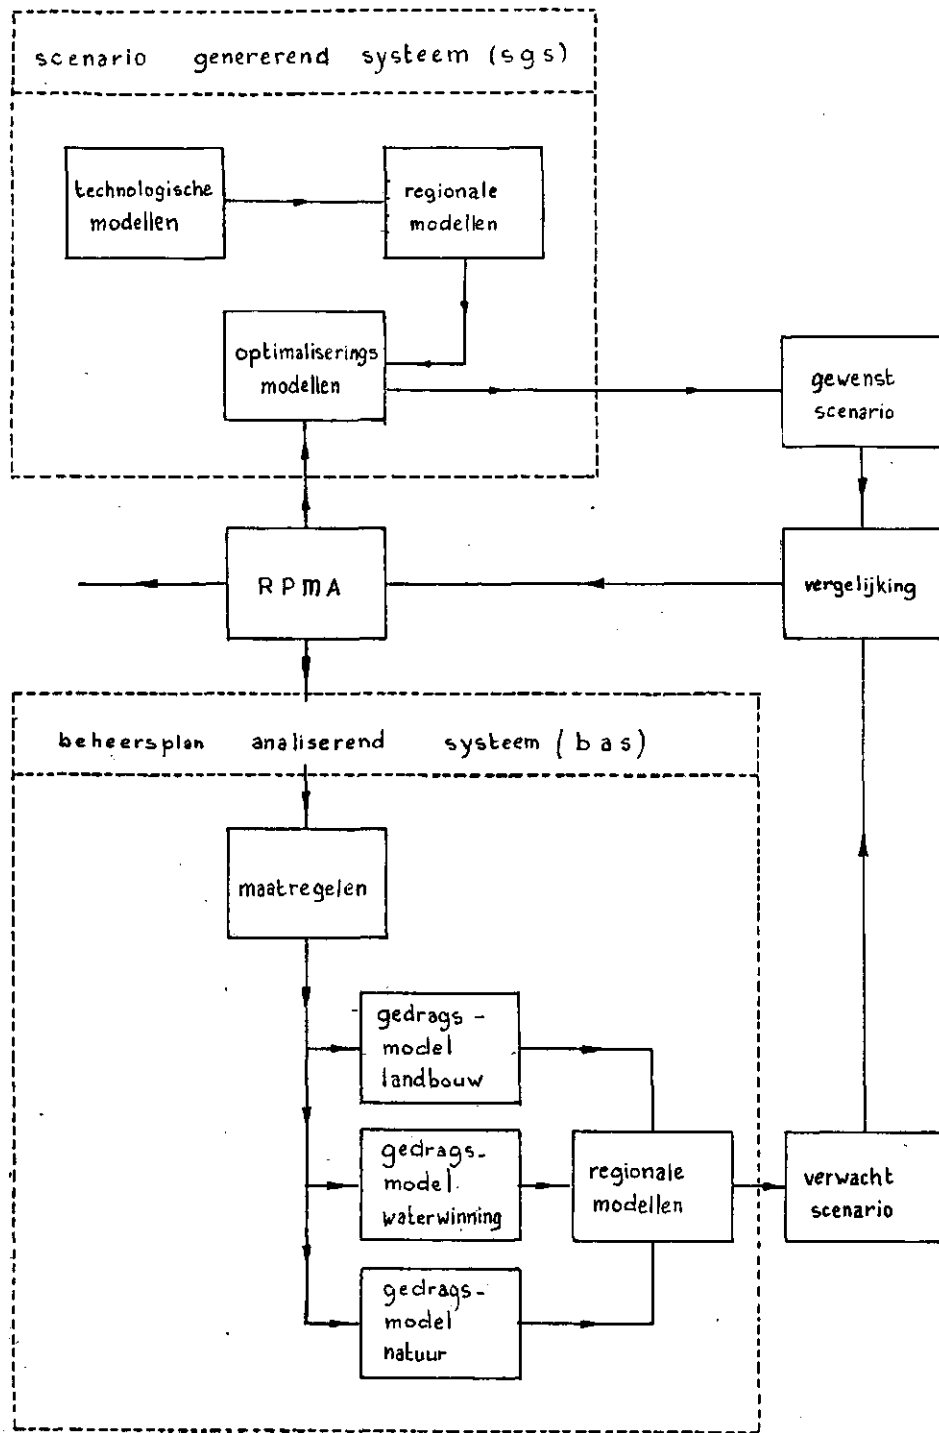 scenario genererend systeem (sgs)
technologische
modellen
regionale
modellen
optimaliserings
modellen
gewenst
scenario
RPMA
vergelijking
beheersplan analiserend systeem (bas)
maatregelen
gedrags-
model
landbouw
gedrags-
model
waterwinning
regionale
modellen
verwacht
scenario
gedrags-
model
natuur